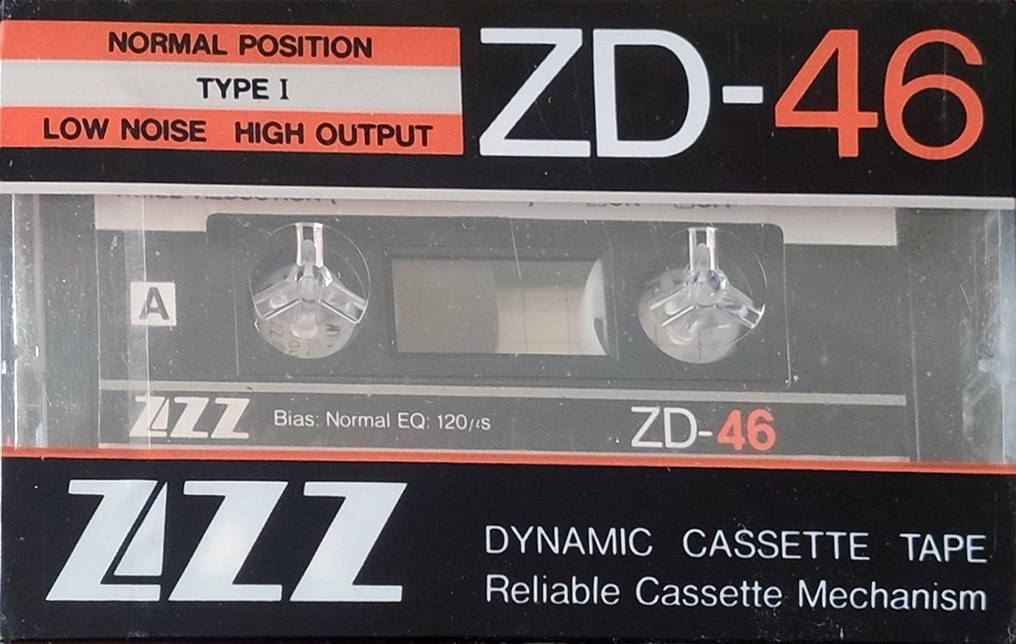 NORMAL POSITION
TYPE I
LOW NOISE HIGH OUTPUT
ZD-46
A
ZZZ Bias: Normal EQ: 120μs ZD-46
ZZZ
DYNAMIC CASSETTE TAPE
Reliable Cassette Mechanism